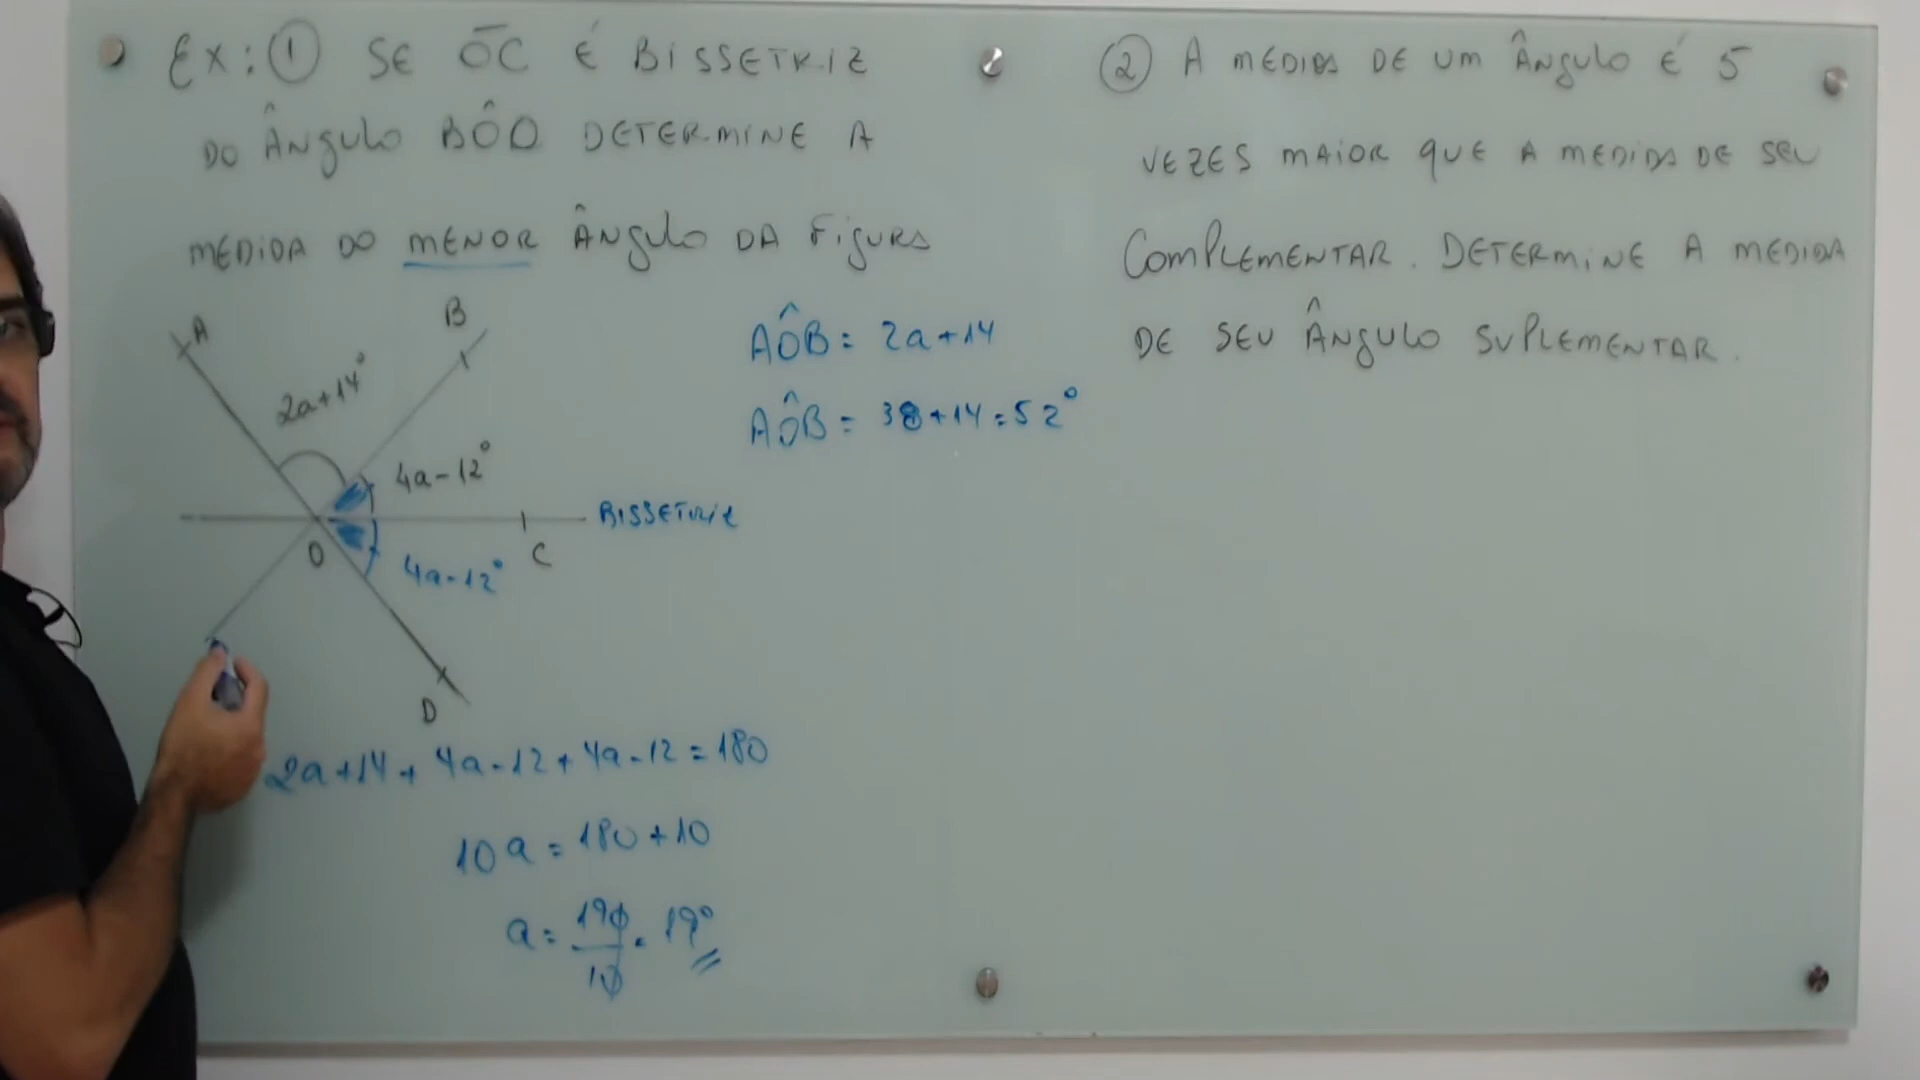 Ex: ① SE ŌC É BISSETRIZ
DO ÂNGULO BÔD DETERMINE A
MEDIDA DO MENOR ÂNGULO DA FIGURA
A
B
2a+14°
4a-12°
BISSETRIZ
O
C
4a-12°
D
AÔB = 2a+14
AÔB = 38+14=52°
2a+14+4a-12+4a-12=180
10a=180+10
a=190/10=19°
② A MEDIDA DE UM ÂNGULO É 5
VEZES MAIOR QUE A MEDIDA DE SEU
COMPLEMENTAR. DETERMINE A MEDIDA
DE SEU ÂNGULO SUPLEMENTAR.